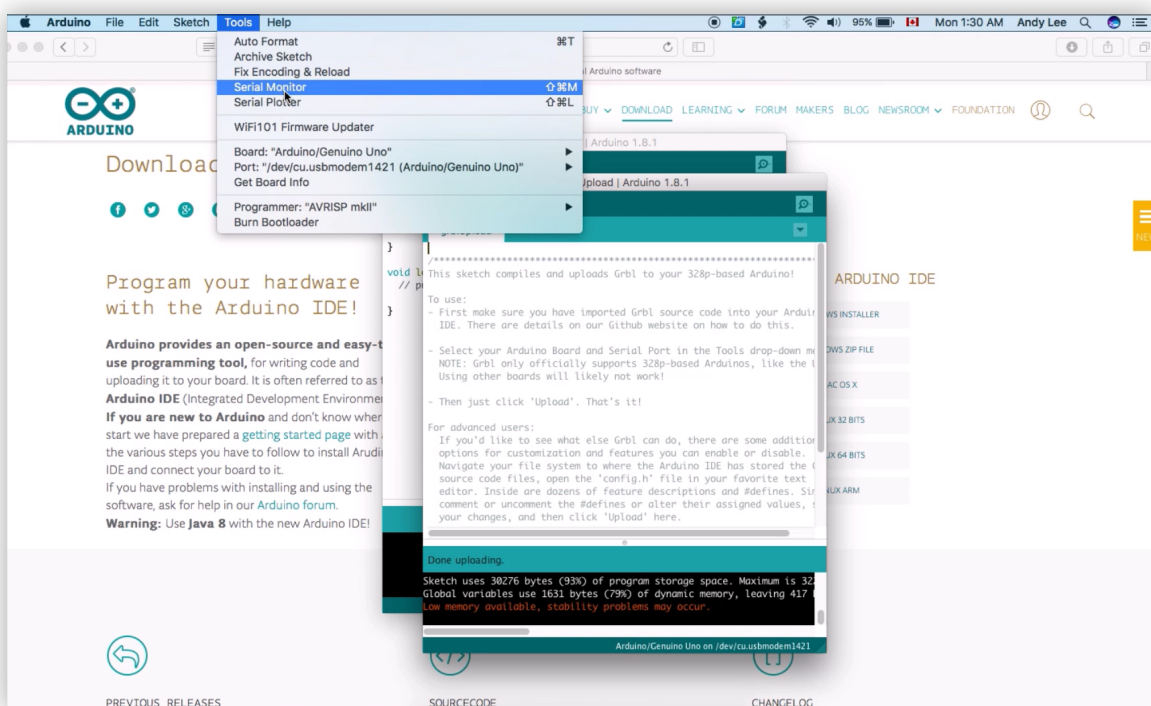 Arduino File Edit Sketch Tools Help 95% Mon 1:30 AM Andy Lee
Auto Format ⌘T
Archive Sketch
Fix Encoding & Reload
Serial Monitor ⇧⌘M
Serial Plotter ⇧⌘L
WiFi101 Firmware Updater
Board: "Arduino/Genuino Uno"
Port: "/dev/cu.usbmodem1421 (Arduino/Genuino Uno)"
Get Board Info
Programmer: "AVRISP mkII"
Burn Bootloader
Arduino software
ARDUINO
BUY DOWNLOAD LEARNING FORUM MAKERS BLOG NEWSROOM FOUNDATION
Download
| Arduino 1.8.1
Upload | Arduino 1.8.1
}
void
//
}
/**********************************************************
This sketch compiles and uploads Grbl to your 328p-based Arduino!
To use:
- First make sure you have imported Grbl source code into your Arduin
IDE. There are details on our Github website on how to do this.
- Select your Arduino Board and Serial Port in the Tools drop-down
NOTE: Grbl only officially supports 328p-based Arduinos, like the
Using other boards will likely not work!
- Then just click 'Upload'. That's it!
For advanced users:
If you'd like to see what else Grbl can do, there are some addition
options for customization and features you can enable or disable.
Navigate your file system to where the Arduino IDE has stored the
source code files, open the 'config.h' file in your favorite text
editor. Inside are dozens of feature descriptions and #defines.
comment or uncomment the #defines or alter their assigned values,
your changes, and then click 'Upload' here.
Done uploading.
Sketch uses 30276 bytes (93%) of program storage space. Maximum is
Global variables use 1631 bytes (79%) of dynamic memory, leaving 417
Low memory available, stability problems may occur.
Arduino/Genuino Uno on /dev/cu.usbmodem1421
Program your hardware
with the Arduino IDE!
Arduino provides an open-source and easy-t
use programming tool, for writing code and
uploading it to your board. It is often referred to as
Arduino IDE (Integrated Development Environme
If you are new to Arduino and don't know wher
start we have prepared a getting started page with
the various steps you have to follow to install Arudi
IDE and connect your board to it.
If you have problems with installing and using the
software, ask for help in our Arduino forum.
Warning: Use Java 8 with the new Arduino IDE!
ARDUINO IDE
WS INSTALLER
OWS ZIP FILE
AC OS X
UX 32 BITS
UX 64 BITS
NUX ARM
PREVIOUS RELEASES
SOURCECODE
CHANGELOG